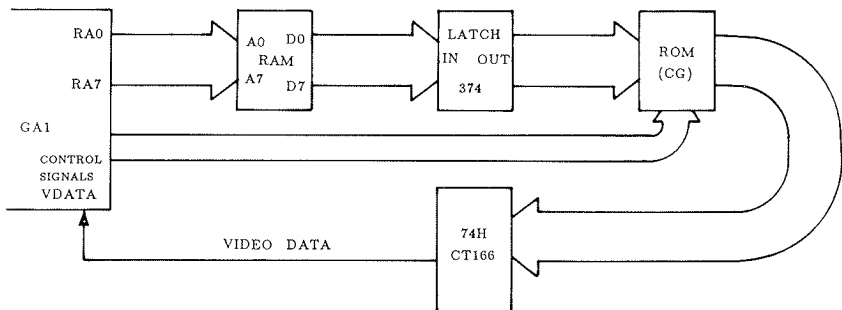 RA0
RA7
GA1
CONTROL
SIGNALS
VDATA
A0 D0
RAM
A7 D7
LATCH
IN OUT
374
ROM
(CG)
74H
CT166
VIDEO DATA